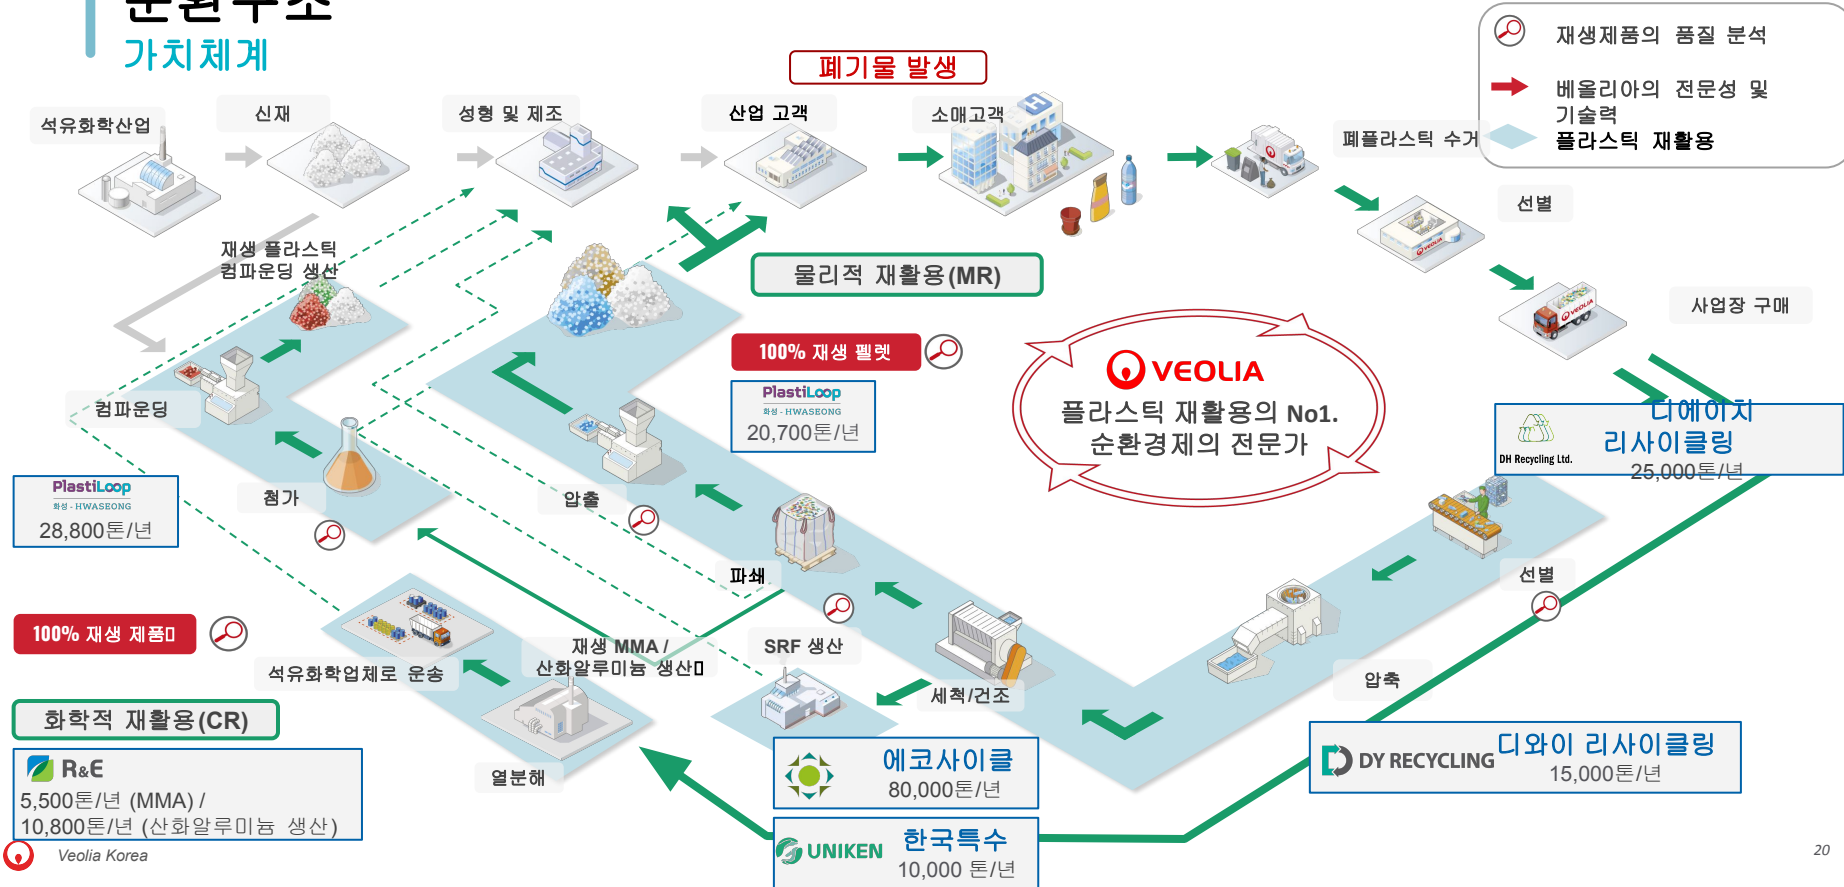 순환구조
가치체계
재생제품의 품질 분석
베올리아의 전문성 및
기술력
플라스틱 재활용
폐기물 발생
석유화학산업
신재
성형 및 제조
산업 고객
소매고객
폐플라스틱 수거
선별
사업장 구매
재생 플라스틱
컴파운딩 생산
물리적 재활용(MR)
100% 재생 펠렛
PlastiLoop
화성 - HWASEONG
20,700톤/년
VEOLIA
플라스틱 재활용의 No1.
순환경제의 전문가
VEOLIA
VEOLIA
디에이치
리사이클링
DH Recycling Ltd.
25,000톤/년
컴파운딩
PlastiLoop
화성 - HWASEONG
28,800톤/년
첨가
압출
파쇄
선별
100% 재생 제품
석유화학업체로 운송
재생 MMA /
산화알루미늄 생산
SRF 생산
세척/건조
압축
화학적 재활용(CR)
R&E
5,500톤/년 (MMA) /
10,800톤/년 (산화알루미늄 생산)
열분해
에코사이클
80,000톤/년
DY RECYCLING
디와이 리사이클링
15,000톤/년
UNIKEN
한국특수
10,000 톤/년
Veolia Korea
20